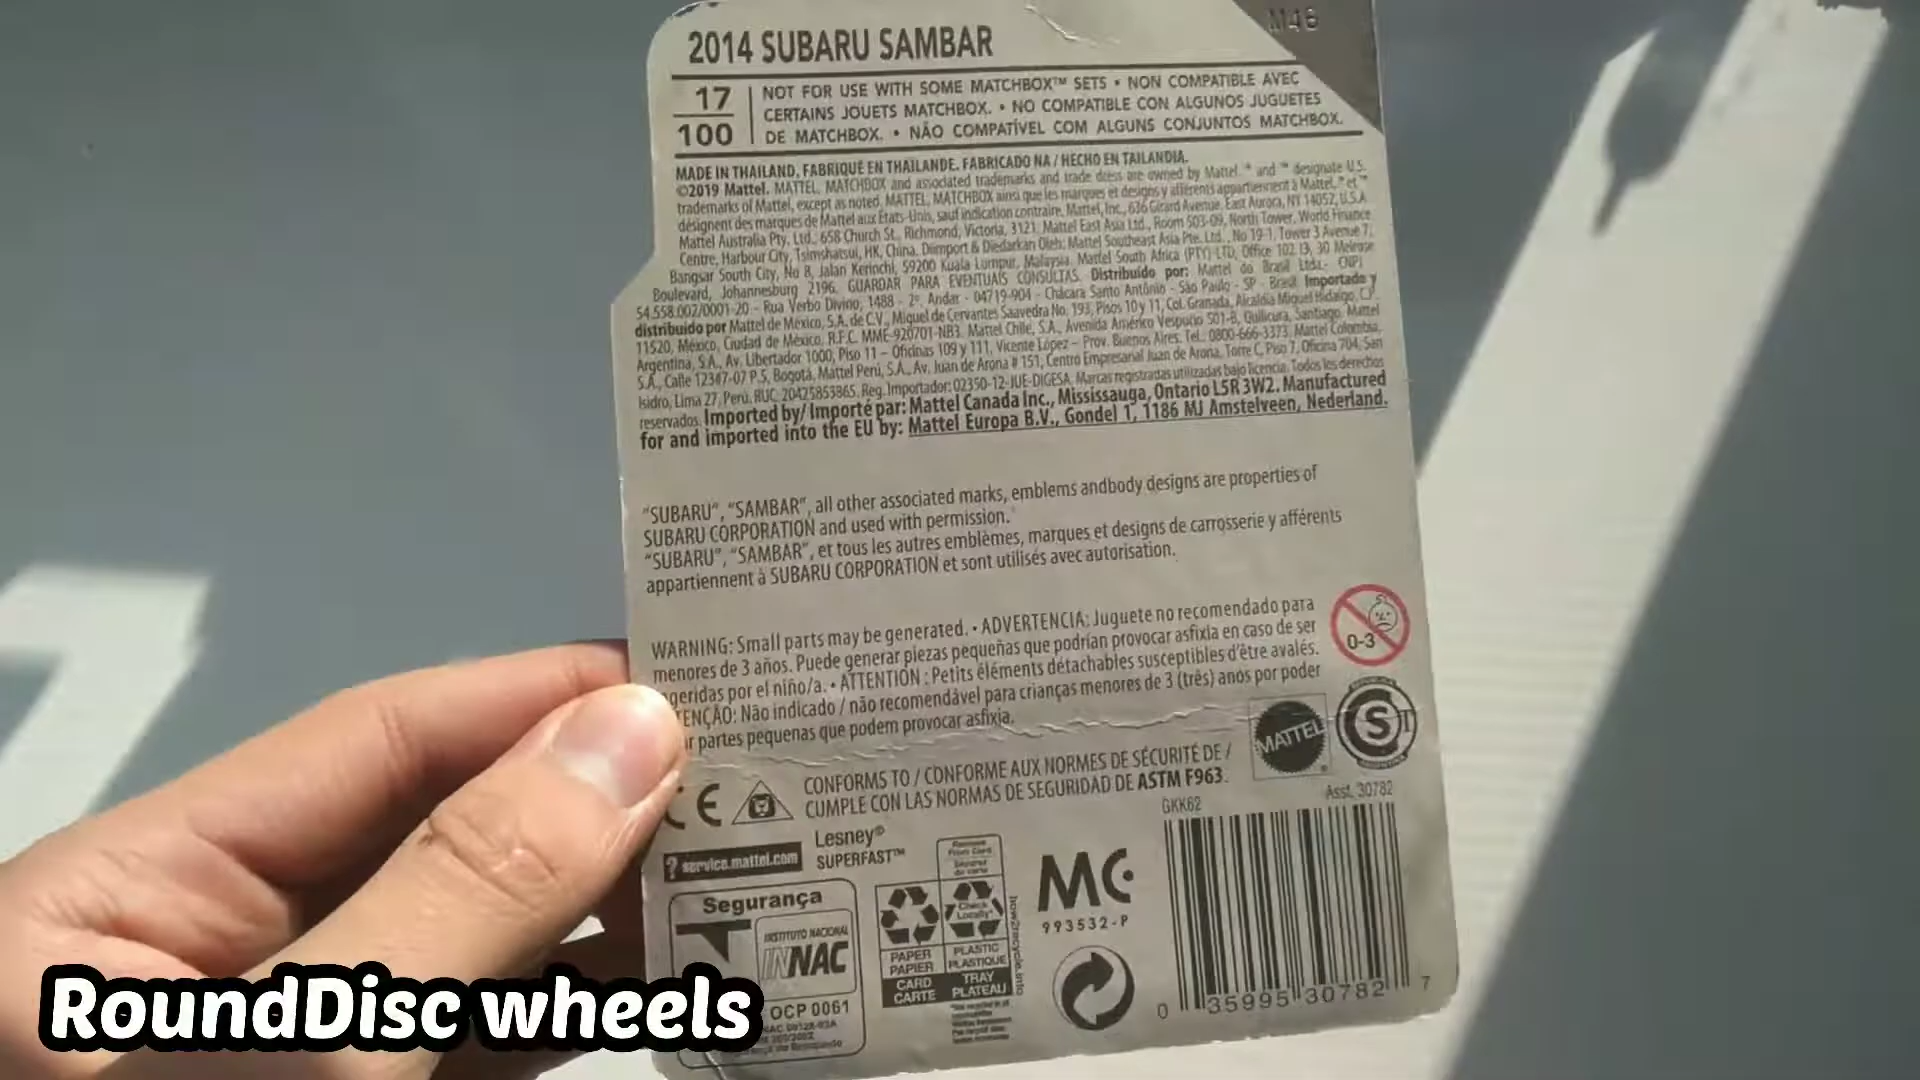 M46
2014 SUBARU SAMBAR
17
100
NOT FOR USE WITH SOME MATCHBOX™ SETS • NON COMPATIBLE AVEC
CERTAINS JOUETS MATCHBOX. • NO COMPATIBLE CON ALGUNOS JUGUETES
DE MATCHBOX. • NÃO COMPATÍVEL COM ALGUNS CONJUNTOS MATCHBOX.
MADE IN THAILAND, FABRIQUÉ EN THAÏLANDE. FABRICADO NA / HECHO EN TAILANDIA.
©2019 Mattel. MATTEL, MATCHBOX and associated trademarks and trade dress are owned by Mattel. ® and ™ designate U.S.
trademarks of Mattel, except as noted. MATTEL, MATCHBOX ainsi que les marques et designs y afférents appartiennent à Mattel. ® et ™
désignent des marques de Mattel aux États-Unis, sauf indication contraire. Mattel, Inc., 636 Girard Avenue, East Aurora, NY 14052, U.S.A.
Mattel Australia Pty. Ltd., 658 Church St., Richmond, Victoria, 3121. Mattel East Asia Ltd., Room 503-09, North Tower, World Finance
Centre, Harbour City, Tsimshatsui, HK, China. Diimport & Diedarkan Oleh: Mattel Southeast Asia Pte. Ltd., No 19-1, Tower 3 Avenue 7,
Bangsar South City, No 8, Jalan Kerinchi, 59200 Kuala Lumpur, Malaysia. Mattel South Africa (PTY) LTD, Office 102 I3, 30 Melrose
Boulevard, Johannesburg 2196. GUARDAR PARA EVENTUAIS CONSULTAS. Distribuído por: Mattel do Brasil Ltda.- CNPJ
54.558.002/0001-20 - Rua Verbo Divino, 1488 - 2º. Andar - 04719-904 - Chácara Santo Antônio - São Paulo - SP - Brasil. Importado y
distribuido por Mattel de México, S.A. de C.V., Miguel de Cervantes Saavedra No. 193, Pisos 10 y 11, Col. Granada, Alcaldía Miguel Hidalgo, C.P.
11520, México, Ciudad de México. R.F.C. MME-920701-NB3. Mattel Chile, S.A., Avenida Américo Vespucio 501-B, Quilicura, Santiago. Mattel
Argentina, S.A., Av. Libertador 1000, Piso 11 – Oficinas 109 y 111, Vicente López – Prov. Buenos Aires. Tel.: 0800-666-3373. Mattel Colombia,
S.A., Calle 123#7-07 P.5, Bogotá. Mattel Perú, S.A., Av. Juan de Arona # 151, Centro Empresarial Juan de Arona, Torre C, Piso 7, Oficina 704, San
Isidro, Lima 27, Perú. RUC: 20425853865. Reg. Importador: 02350-12-JUE-DIGESA. Marcas registradas utilizadas bajo licencia. Todos los derechos
reservados. Imported by/ Importé par: Mattel Canada Inc., Mississauga, Ontario L5R 3W2. Manufactured
for and imported into the EU by: Mattel Europa B.V., Gondel 1, 1186 MJ Amstelveen, Nederland.
“SUBARU”, “SAMBAR”, all other associated marks, emblems andbody designs are properties of
SUBARU CORPORATION and used with permission.
“SUBARU”, “SAMBAR”, et tous les autres emblèmes, marques et designs de carrosserie y afférents
appartiennent à SUBARU CORPORATION et sont utilisés avec autorisation.
WARNING: Small parts may be generated. • ADVERTENCIA: Juguete no recomendado para
menores de 3 años. Puede generar piezas pequeñas que podrían provocar asfixia en caso de ser
geridas por el niño/a. • ATTENTION : Petits éléments détachables susceptibles d'être avalés.
TENÇÃO: Não indicado / não recomendável para crianças menores de 3 (três) anos por poder
ar partes pequenas que podem provocar asfixia.
0-3
MATTEL
S
CE
CONFORMS TO / CONFORME AUX NORMES DE SÉCURITÉ DE /
CUMPLE CON LAS NORMAS DE SEGURIDAD DE ASTM F963.
GKK62
Asst. 30782
? service.mattel.com
Lesney®
SUPERFAST™
Segurança
INSTITUTO NACIONAL
INNAC
OCP 0061
Remove
From Card
Check
Locally*
PAPER
PAPIER
CARD
CARTE
PLASTIC
PLASTIQUE
TRAY
PLATEAU
how2recycle.info
MC
993532-P
0 35995 30782 7
RoundDisc wheels